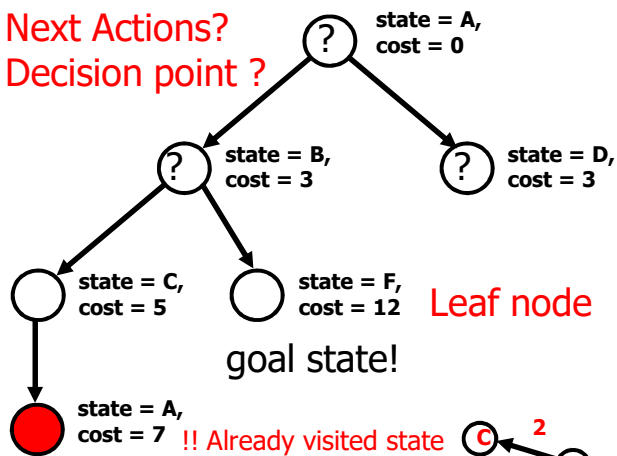 Next Actions?
Decision point ?
?
state = A,
cost = 0
?
state = B,
cost = 3
?
state = D,
cost = 3
state = C,
cost = 5
state = F,
cost = 12
Leaf node
goal state!
state = A,
cost = 7
!! Already visited state
C
2